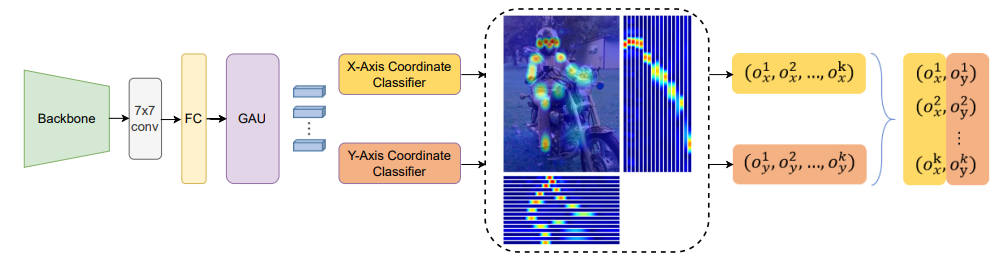 Backbone
7x7
conv
FC
GAU
X-Axis Coordinate
Classifier
Y-Axis Coordinate
Classifier
(o_x^1, o_x^2, ..., o_x^k)
(o_y^1, o_y^2, ..., o_y^k)
(o_x^1, o_y^1)
(o_x^2, o_y^2)
⋮
(o_x^k, o_y^k)